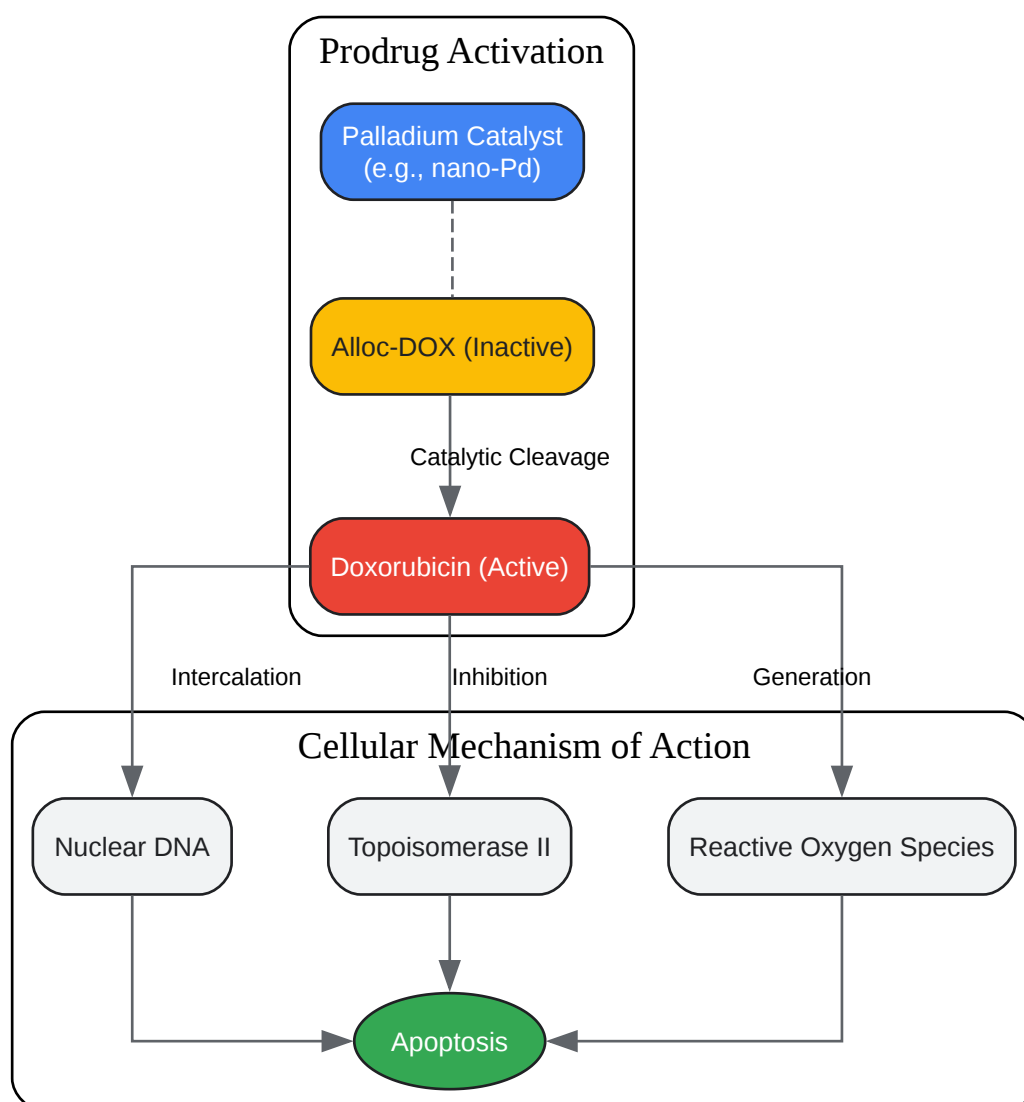 Prodrug Activation
Palladium Catalyst
(e.g., nano-Pd)
Alloc-DOX (Inactive)
Catalytic Cleavage
Doxorubicin (Active)
Intercalation
Inhibition
Generation
Cellular Mechanism of Action
Nuclear DNA
Topoisomerase II
Reactive Oxygen Species
Apoptosis